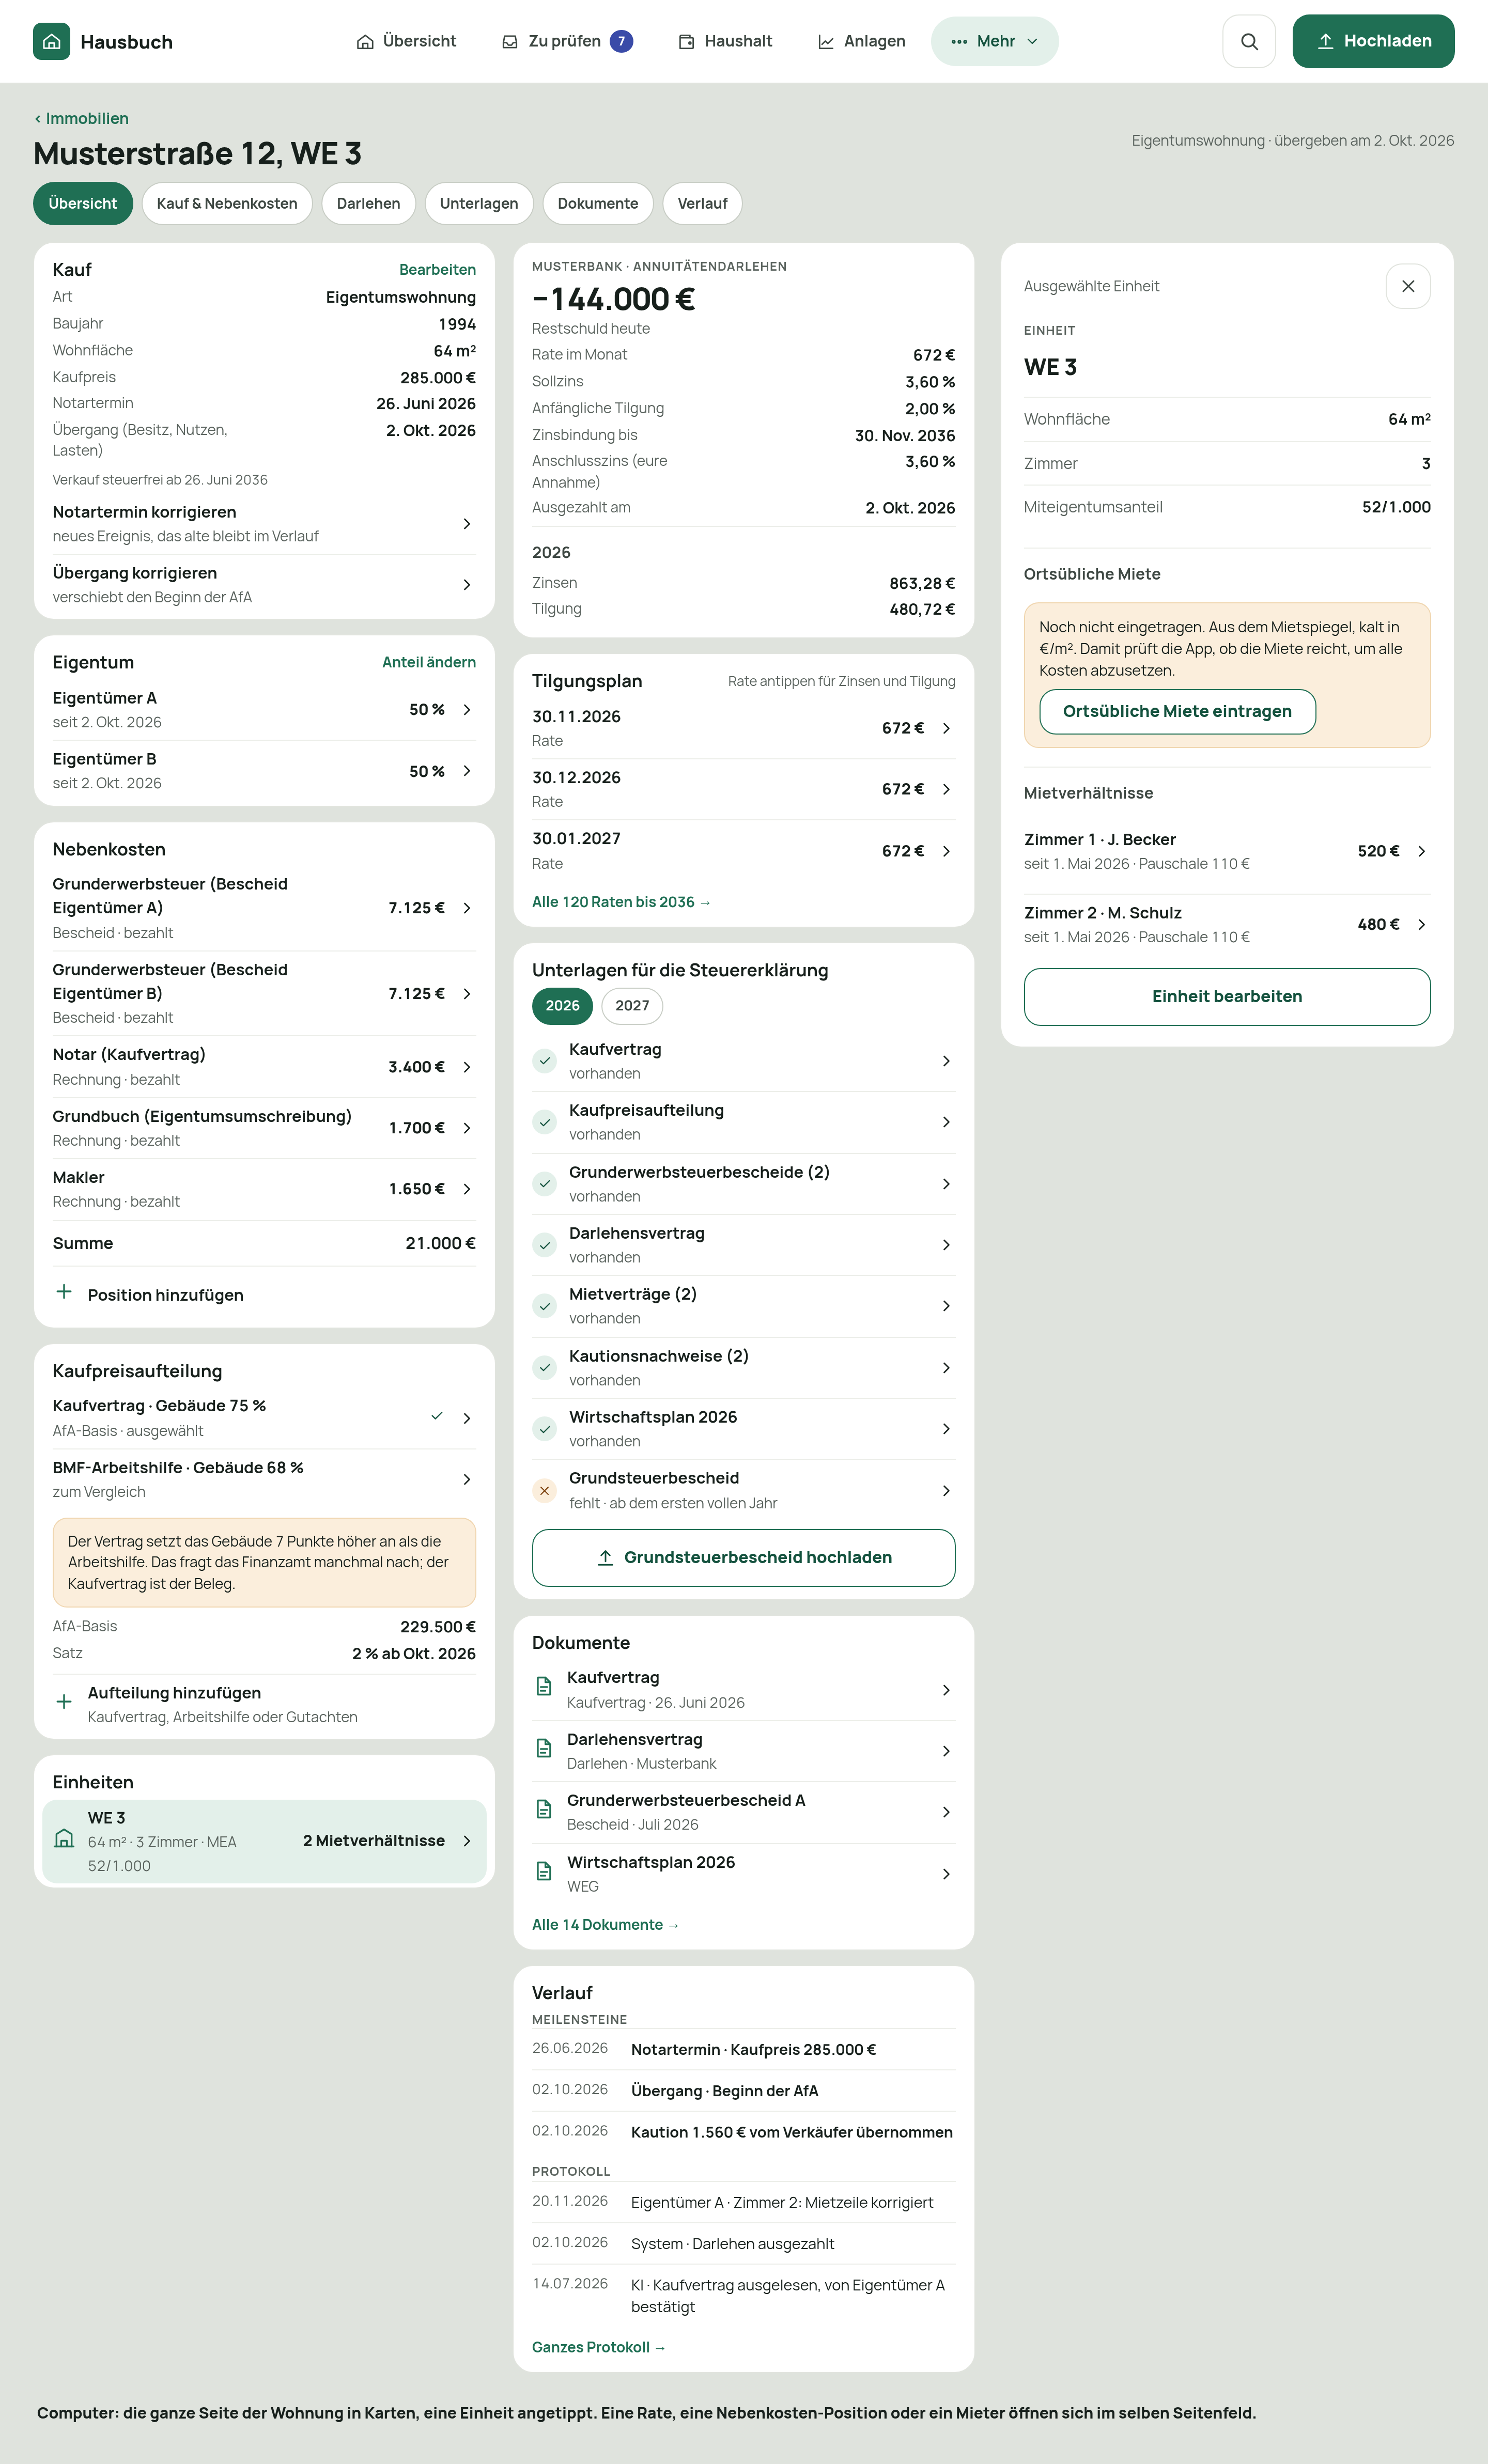 Hausbuch
Übersicht
Zu prüfen 7
Haushalt
Anlagen
Mehr
Hochladen
‹ Immobilien
Musterstraße 12, WE 3
Eigentumswohnung · übergeben am 2. Okt. 2026
Übersicht
Kauf & Nebenkosten
Darlehen
Unterlagen
Dokumente
Verlauf
Kauf Bearbeiten
Art Eigentumswohnung
Baujahr 1994
Wohnfläche 64 m²
Kaufpreis 285.000 €
Notartermin 26. Juni 2026
Übergang (Besitz, Nutzen, 2. Okt. 2026
Lasten)
Verkauf steuerfrei ab 26. Juni 2036
Notartermin korrigieren
neues Ereignis, das alte bleibt im Verlauf
Übergang korrigieren
verschiebt den Beginn der AfA
Eigentum Anteil ändern
Eigentümer A 50 %
seit 2. Okt. 2026
Eigentümer B 50 %
seit 2. Okt. 2026
Nebenkosten
Grunderwerbsteuer (Bescheid
Eigentümer A) 7.125 €
Bescheid · bezahlt
Grunderwerbsteuer (Bescheid
Eigentümer B) 7.125 €
Bescheid · bezahlt
Notar (Kaufvertrag) 3.400 €
Rechnung · bezahlt
Grundbuch (Eigentumsumschreibung) 1.700 €
Rechnung · bezahlt
Makler 1.650 €
Rechnung · bezahlt
Summe 21.000 €
Position hinzufügen
Kaufpreisaufteilung
Kaufvertrag · Gebäude 75 %
AfA-Basis · ausgewählt
BMF-Arbeitshilfe · Gebäude 68 %
zum Vergleich
Der Vertrag setzt das Gebäude 7 Punkte höher an als die
Arbeitshilfe. Das fragt das Finanzamt manchmal nach; der
Kaufvertrag ist der Beleg.
AfA-Basis 229.500 €
Satz 2 % ab Okt. 2026
Aufteilung hinzufügen
Kaufvertrag, Arbeitshilfe oder Gutachten
Einheiten
WE 3
64 m² · 3 Zimmer · MEA 2 Mietverhältnisse
52/1.000
MUSTERBANK · ANNUITÄTENDARLEHEN
−144.000 €
Restschuld heute
Rate im Monat 672 €
Sollzins 3,60 %
Anfängliche Tilgung 2,00 %
Zinsbindung bis 30. Nov. 2036
Anschlusszins (eure 3,60 %
Annahme)
Ausgezahlt am 2. Okt. 2026
2026
Zinsen 863,28 €
Tilgung 480,72 €
Tilgungsplan Rate antippen für Zinsen und Tilgung
30.11.2026 672 €
Rate
30.12.2026 672 €
Rate
30.01.2027 672 €
Rate
Alle 120 Raten bis 2036 →
Unterlagen für die Steuererklärung
2026 2027
Kaufvertrag
vorhanden
Kaufpreisaufteilung
vorhanden
Grunderwerbsteuerbescheide (2)
vorhanden
Darlehensvertrag
vorhanden
Mietverträge (2)
vorhanden
Kautionsnachweise (2)
vorhanden
Wirtschaftsplan 2026
vorhanden
Grundsteuerbescheid
fehlt · ab dem ersten vollen Jahr
Grundsteuerbescheid hochladen
Dokumente
Kaufvertrag
Kaufvertrag · 26. Juni 2026
Darlehensvertrag
Darlehen · Musterbank
Grunderwerbsteuerbescheid A
Bescheid · Juli 2026
Wirtschaftsplan 2026
WEG
Alle 14 Dokumente →
Verlauf
MEILENSTEINE
26.06.2026 Notartermin · Kaufpreis 285.000 €
02.10.2026 Übergang · Beginn der AfA
02.10.2026 Kaution 1.560 € vom Verkäufer übernommen
PROTOKOLL
20.11.2026 Eigentümer A · Zimmer 2: Mietzeile korrigiert
02.10.2026 System · Darlehen ausgezahlt
14.07.2026 KI · Kaufvertrag ausgelesen, von Eigentümer A
bestätigt
Ganzes Protokoll →
Ausgewählte Einheit
EINHEIT
WE 3
Wohnfläche 64 m²
Zimmer 3
Miteigentumsanteil 52/1.000
Ortsübliche Miete
Noch nicht eingetragen. Aus dem Mietspiegel, kalt in
€/m². Damit prüft die App, ob die Miete reicht, um alle
Kosten abzusetzen.
Ortsübliche Miete eintragen
Mietverhältnisse
Zimmer 1 · J. Becker 520 €
seit 1. Mai 2026 · Pauschale 110 €
Zimmer 2 · M. Schulz 480 €
seit 1. Mai 2026 · Pauschale 110 €
Einheit bearbeiten
Computer: die ganze Seite der Wohnung in Karten, eine Einheit angetippt. Eine Rate, eine Nebenkosten-Position oder ein Mieter öffnen sich im selben Seitenfeld.